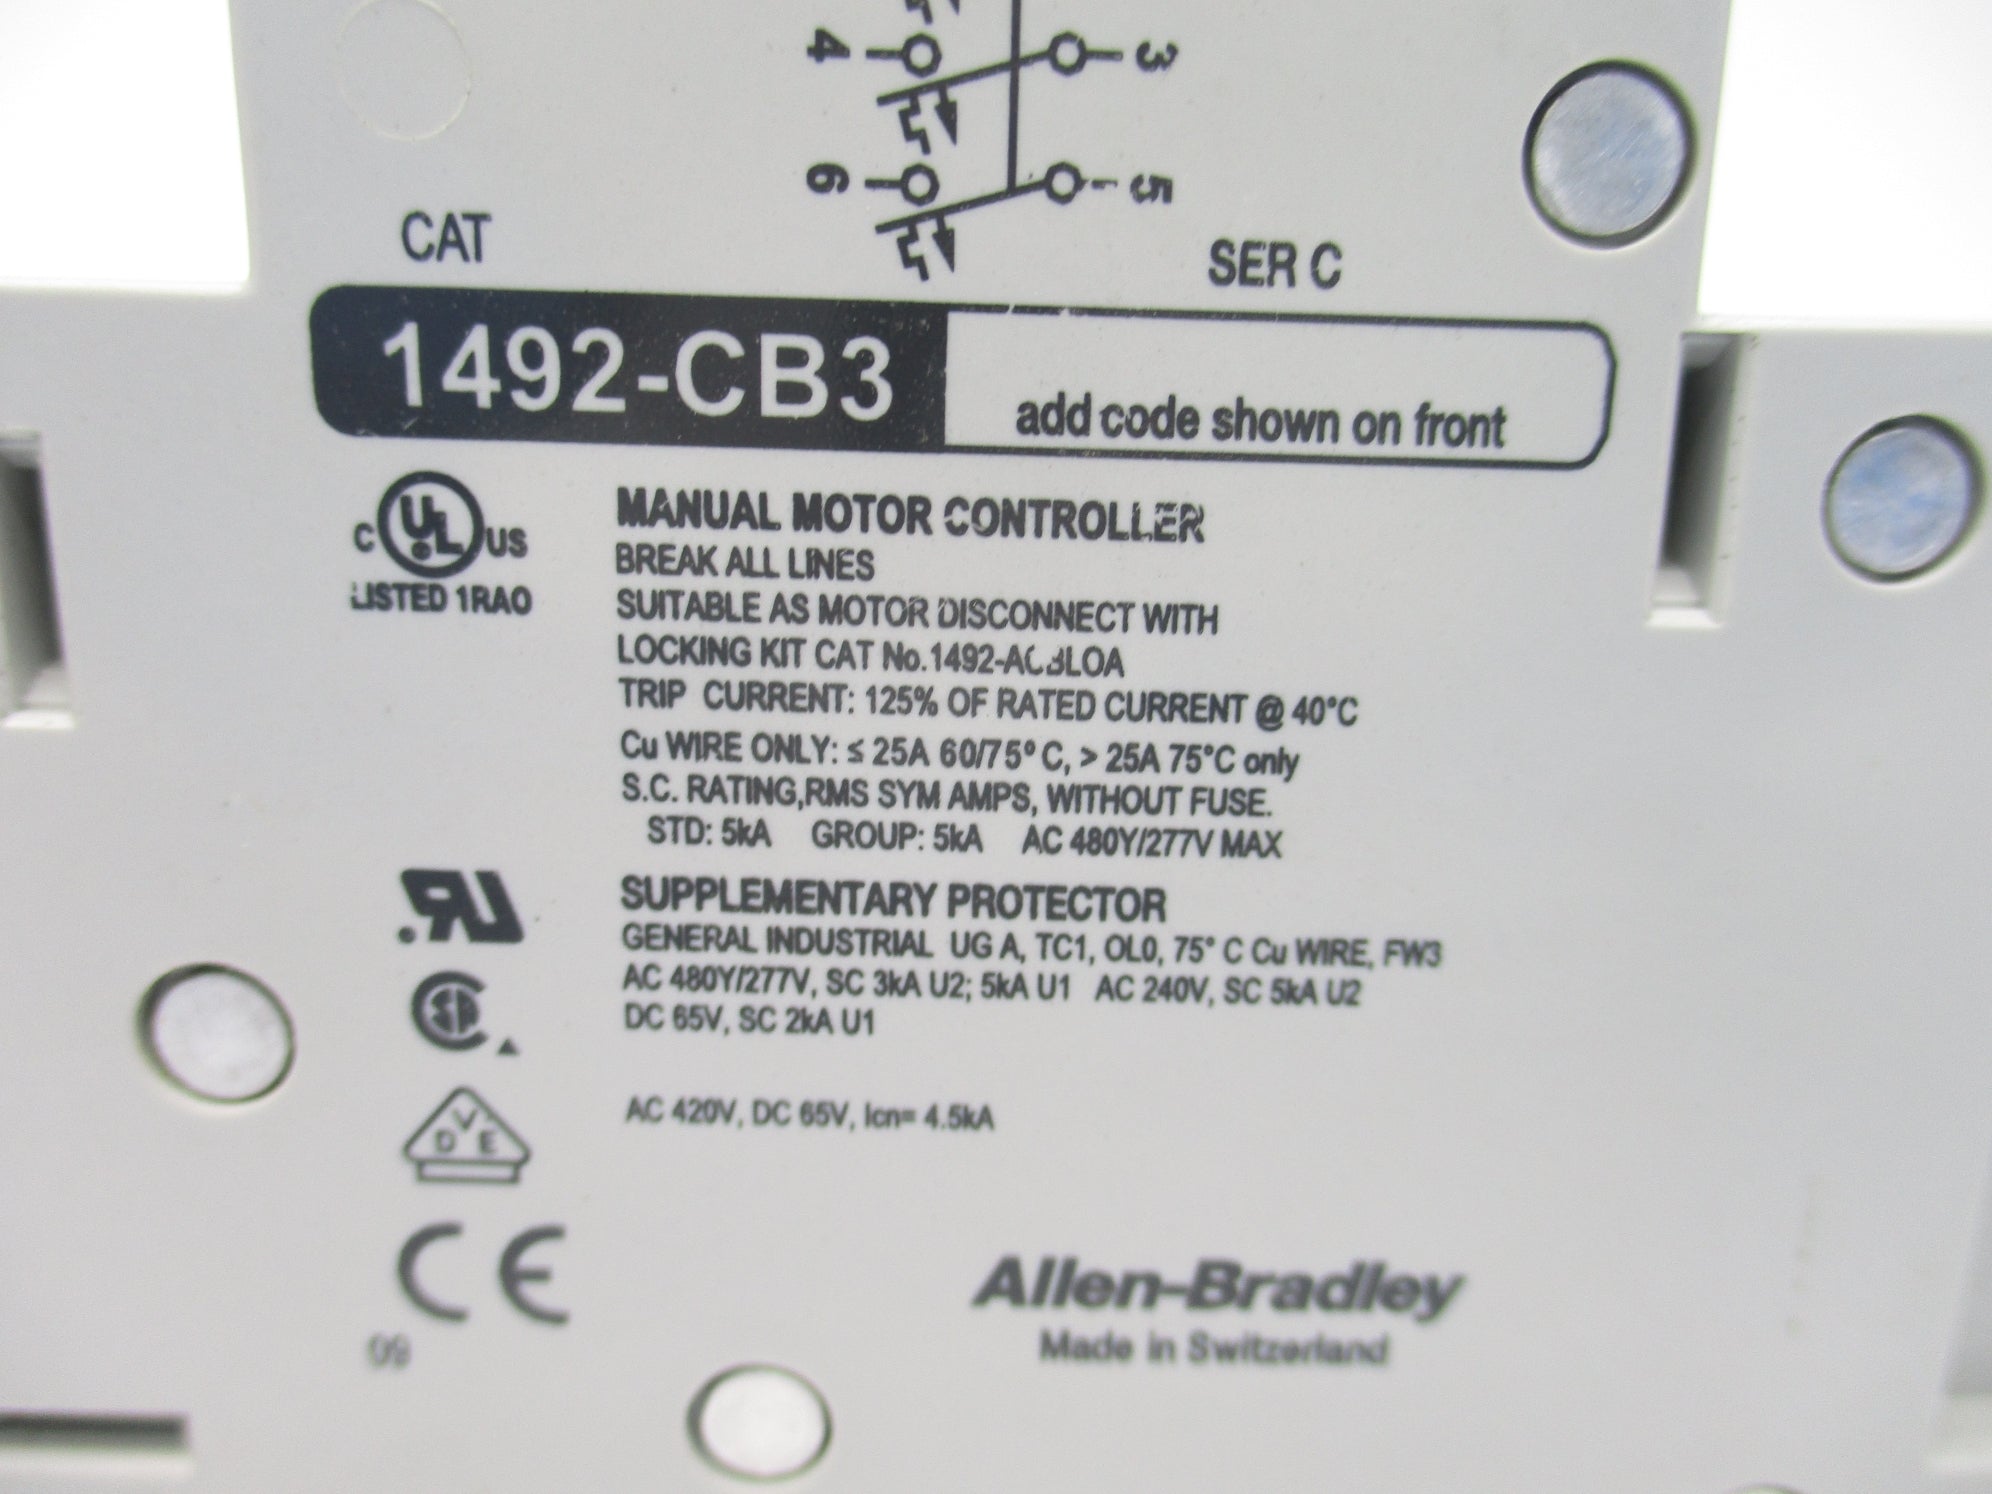 4 3
6 5
CAT
SER C
1492-CB3
add code shown on front
C UL US
LISTED 1RAO
MANUAL MOTOR CONTROLLER
BREAK ALL LINES
SUITABLE AS MOTOR DISCONNECT WITH
LOCKING KIT CAT No.
TRIP CURRENT: 125% OF RATED CURRENT @ 40°C
Cu WIRE ONLY: ≤ 25A 60/75° C, > 25A 75°C only
S.C. RATING,RMS SYM AMPS, WITHOUT FUSE.
STD: 5kA GROUP: 5kA AC 480Y/277V MAX
SUPPLEMENTARY PROTECTOR
GENERAL INDUSTRIAL UG A, TC1, OL0, 75° C Cu WIRE, FW3
AC 480Y/277V, SC 3kA U2; 5kA U1 AC 240V, SC 5kA U2
DC 65V, SC 2kA U1
AC 420V, DC 65V, Icn= 4.5kA
VDE
CE
09
Allen-Bradley
Made in Switzerland